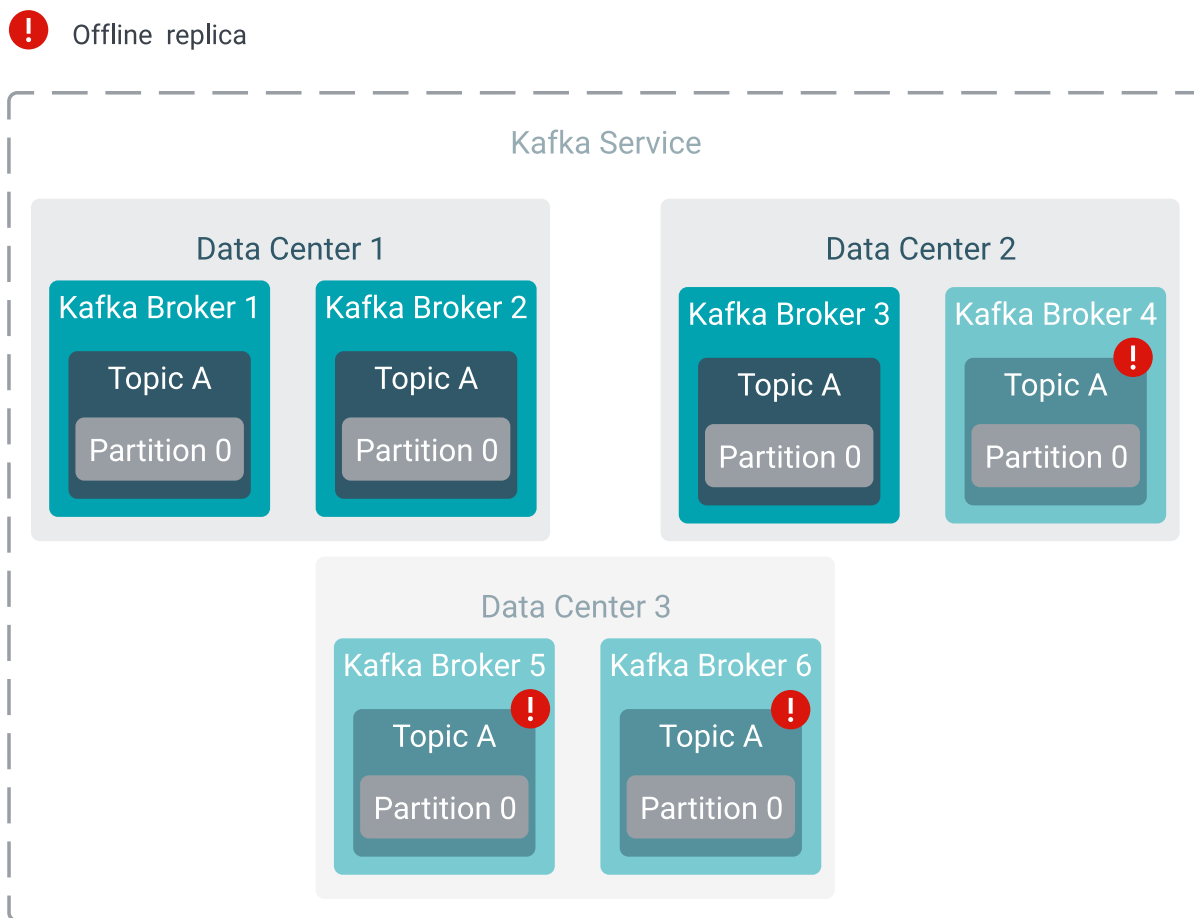 Offline replica
Kafka Service
Data Center 1
Kafka Broker 1
Topic A
Partition 0
Kafka Broker 2
Topic A
Partition 0
Data Center 2
Kafka Broker 3
Topic A
Partition 0
Kafka Broker 4
Topic A
Partition 0
Data Center 3
Kafka Broker 5
Topic A
Partition 0
Kafka Broker 6
Topic A
Partition 0